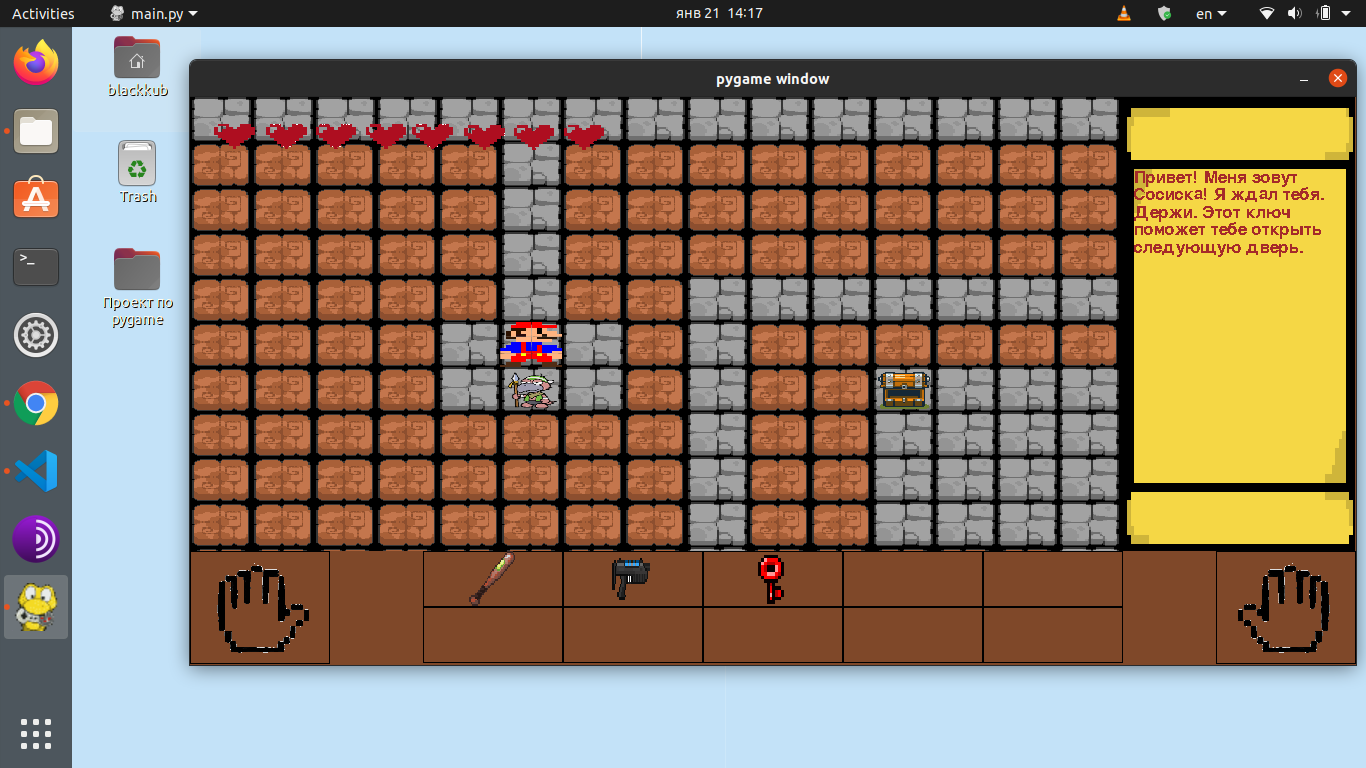 Activities
main.py
янв 21 14:17
en
blackkub
Trash
Проект по
pygame
pygame window
Привет! Меня зовут
Сосиска! Я ждал тебя.
Держи. Этот ключ
поможет тебе открыть
следующую дверь.